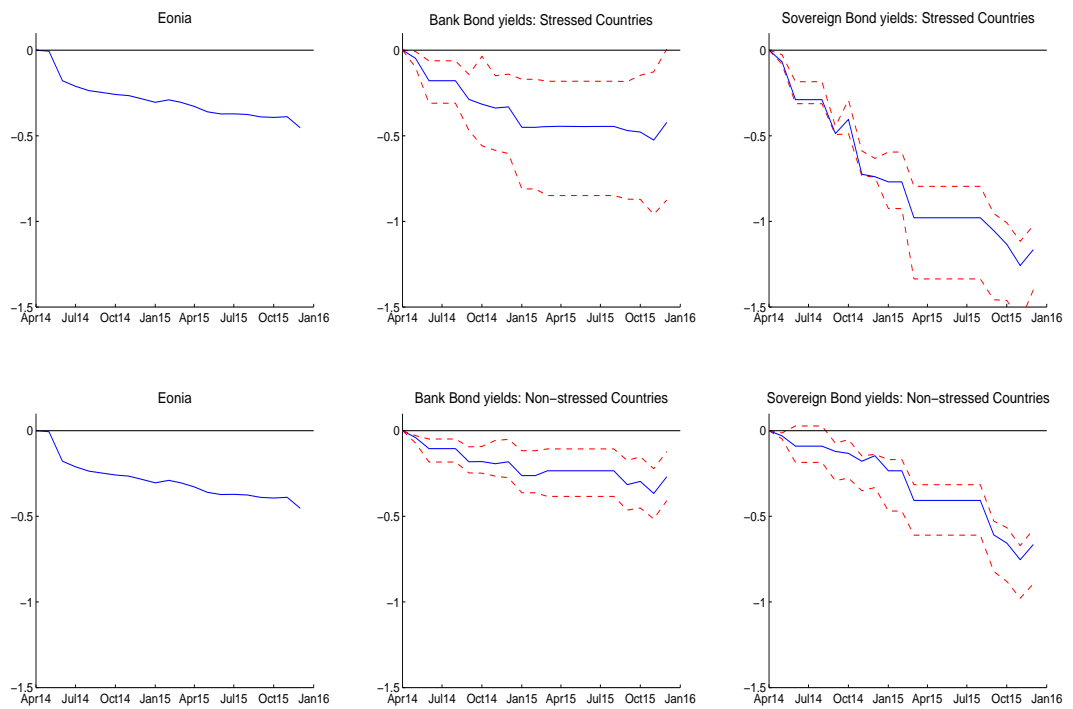 Eonia
Bank Bond yields: Stressed Countries
Sovereign Bond yields: Stressed Countries
0
−0.5
−1
−1.5
Apr14 Jul14 Oct14 Jan15 Apr15 Jul15 Oct15 Jan16
0
−0.5
−1
−1.5
Apr14 Jul14 Oct14 Jan15 Apr15 Jul15 Oct15 Jan16
0
−0.5
−1
−1.5
Apr14 Jul14 Oct14 Jan15 Apr15 Jul15 Oct15 Jan16
Eonia
Bank Bond yields: Non−stressed Countries
Sovereign Bond yields: Non−stressed Countries
0
−0.5
−1
−1.5
Apr14 Jul14 Oct14 Jan15 Apr15 Jul15 Oct15 Jan16
0
−0.5
−1
−1.5
Apr14 Jul14 Oct14 Jan15 Apr15 Jul15 Oct15 Jan16
0
−0.5
−1
−1.5
Apr14 Jul14 Oct14 Jan15 Apr15 Jul15 Oct15 Jan16